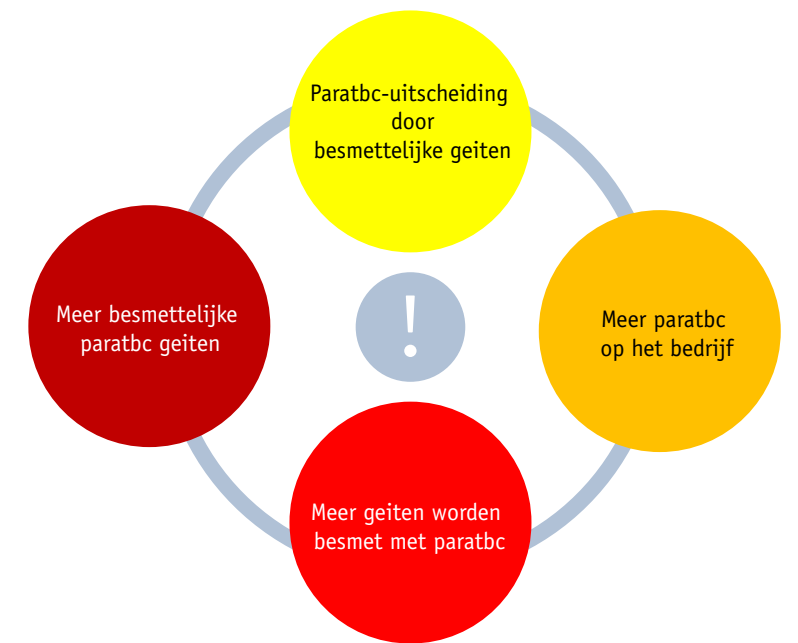 Paratbc-uitscheiding
door
besmettelijke geiten
Meer besmettelijke
paratbc geiten
!
Meer paratbc
op het bedrijf
Meer geiten worden
besmet met paratbc